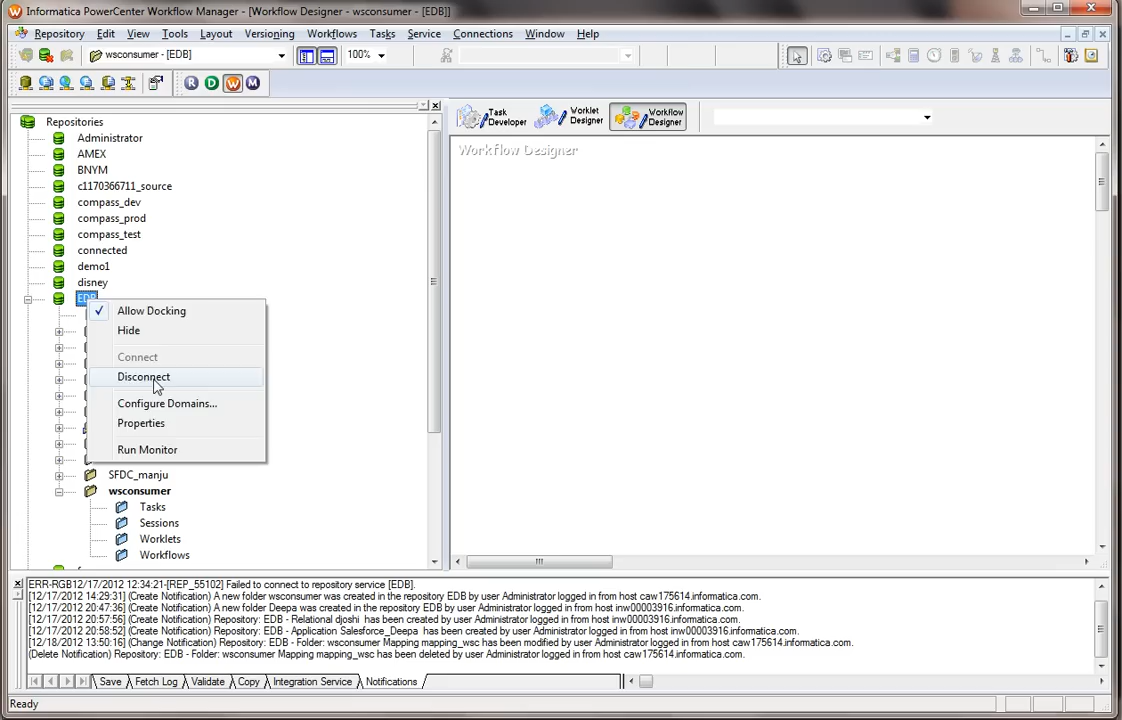 Informatica PowerCenter Workflow Manager - [Workflow Designer - wsconsumer - [EDB]]
Repository Edit View Tools Layout Versioning Workflows Tasks Service Connections Window Help
wsconsumer - [EDB] 100%
R D W M
Task Developer Worklet Designer Workflow Designer
Workflow Designer
Repositories
Administrator
AMEX
BNYM
c1170366711_source
compass_dev
compass_prod
compass_test
connected
demo1
disney
EDB
Allow Docking
Hide
Connect
Disconnect
Configure Domains...
Properties
Run Monitor
SFDC_manju
wsconsumer
Tasks
Sessions
Worklets
Workflows
ERR-RGB12/17/2012 12:34:21-[REP_55102] Failed to connect to repository service [EDB].
[12/17/2012 14:29:31] (Create Notification) A new folder wsconsumer was created in the repository EDB by user Administrator logged in from host caw175614.informatica.com.
[12/17/2012 20:47:36] (Create Notification) A new folder Deepa was created in the repository EDB by user Administrator logged in from host inw00003916.informatica.com.
[12/17/2012 20:57:56] (Create Notification) Repository: EDB - Relational djoshi has been created by user Administrator logged in from host inw00003916.informatica.com.
[12/17/2012 20:58:52] (Create Notification) Repository: EDB - Application Salesforce_Deepa has been created by user Administrator logged in from host inw00003916.informatica.com.
[12/18/2012 13:50:16] (Change Notification) Repository: EDB - Folder: wsconsumer Mapping mapping_wsc has been modified by user Administrator logged in from host caw175614.informatica.com.
(Delete Notification) Repository: EDB - Folder: wsconsumer Mapping mapping_wsc has been deleted by user Administrator logged in from host caw175614.informatica.com.
Save Fetch Log Validate Copy Integration Service Notifications
Ready